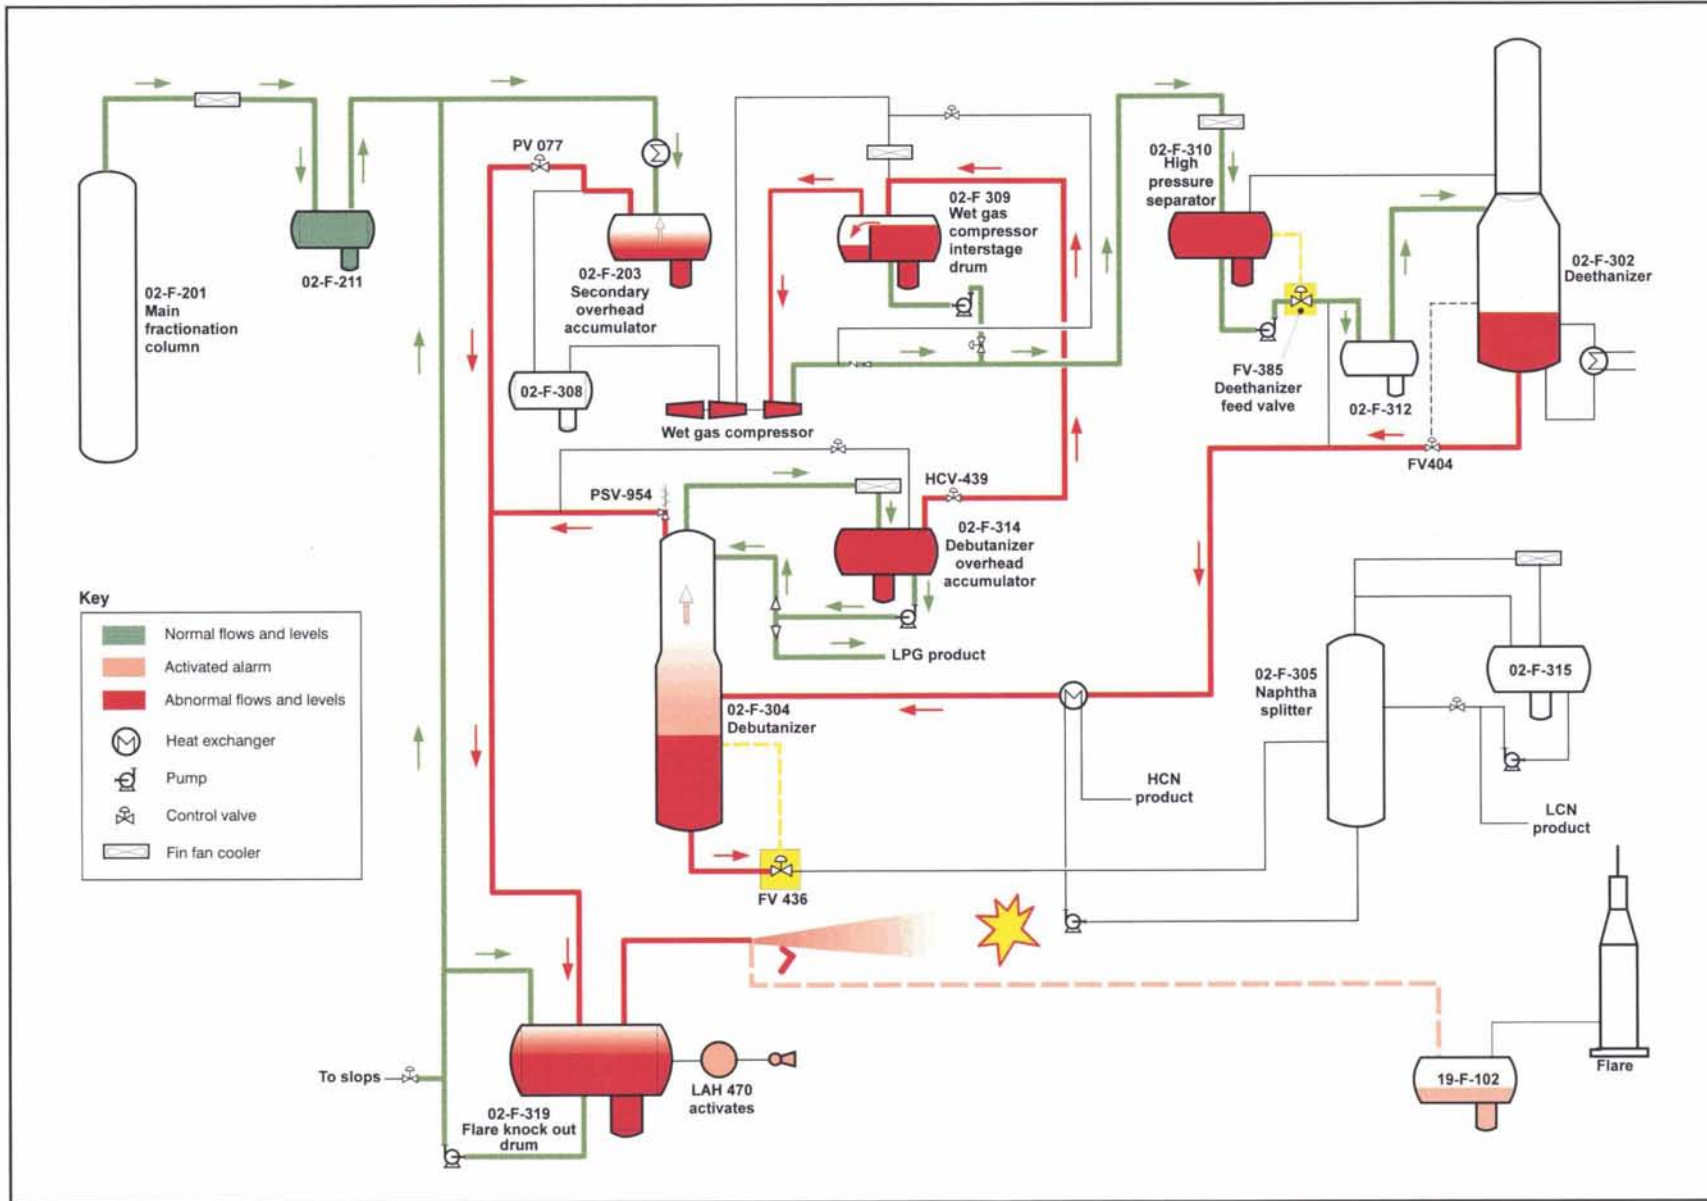 PV 077
02-F-310
High
pressure
separator
02-F 309
Wet gas
compressor
interstage
drum
02-F-211
02-F-203
Secondary
overhead
accumulator
02-F-302
Deethanizer
02-F-201
Main
fractionation
column
02-F-308
FV-385
Deethanizer
feed valve
02-F-312
Wet gas compressor
FV404
PSV-954
HCV-439
02-F-314
Debutanizer
overhead
accumulator
Key
Normal flows and levels
Activated alarm
Abnormal flows and levels
Heat exchanger
Pump
Control valve
Fin fan cooler
LPG product
02-F-305
Naphtha
splitter
02-F-315
02-F-304
Debutanizer
HCN
product
LCN
product
FV 436
To slops
LAH 470
activates
02-F-319
Flare knock out
drum
19-F-102
Flare